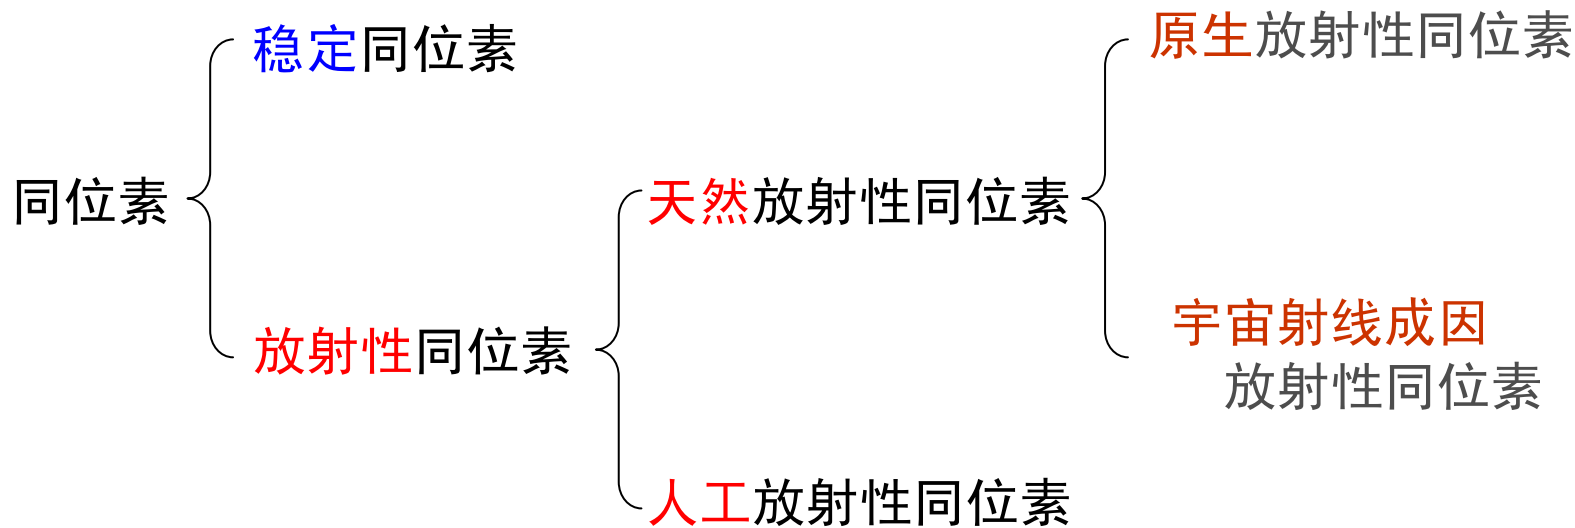 同位素
稳定同位素
放射性同位素
天然放射性同位素
人工放射性同位素
原生放射性同位素
宇宙射线成因
放射性同位素